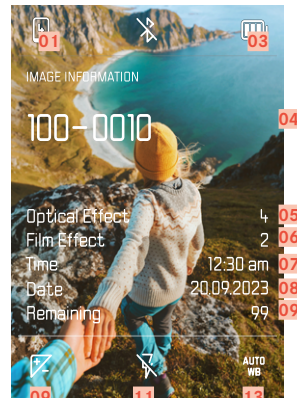 01 03
IMAGE INFORMATION
100-0010
04
Optical Effect 4 05
Film Effect 2 06
Time 12:30 am 07
Date 20.09.2023 08
Remaining 99 09
AUTO
WB
11